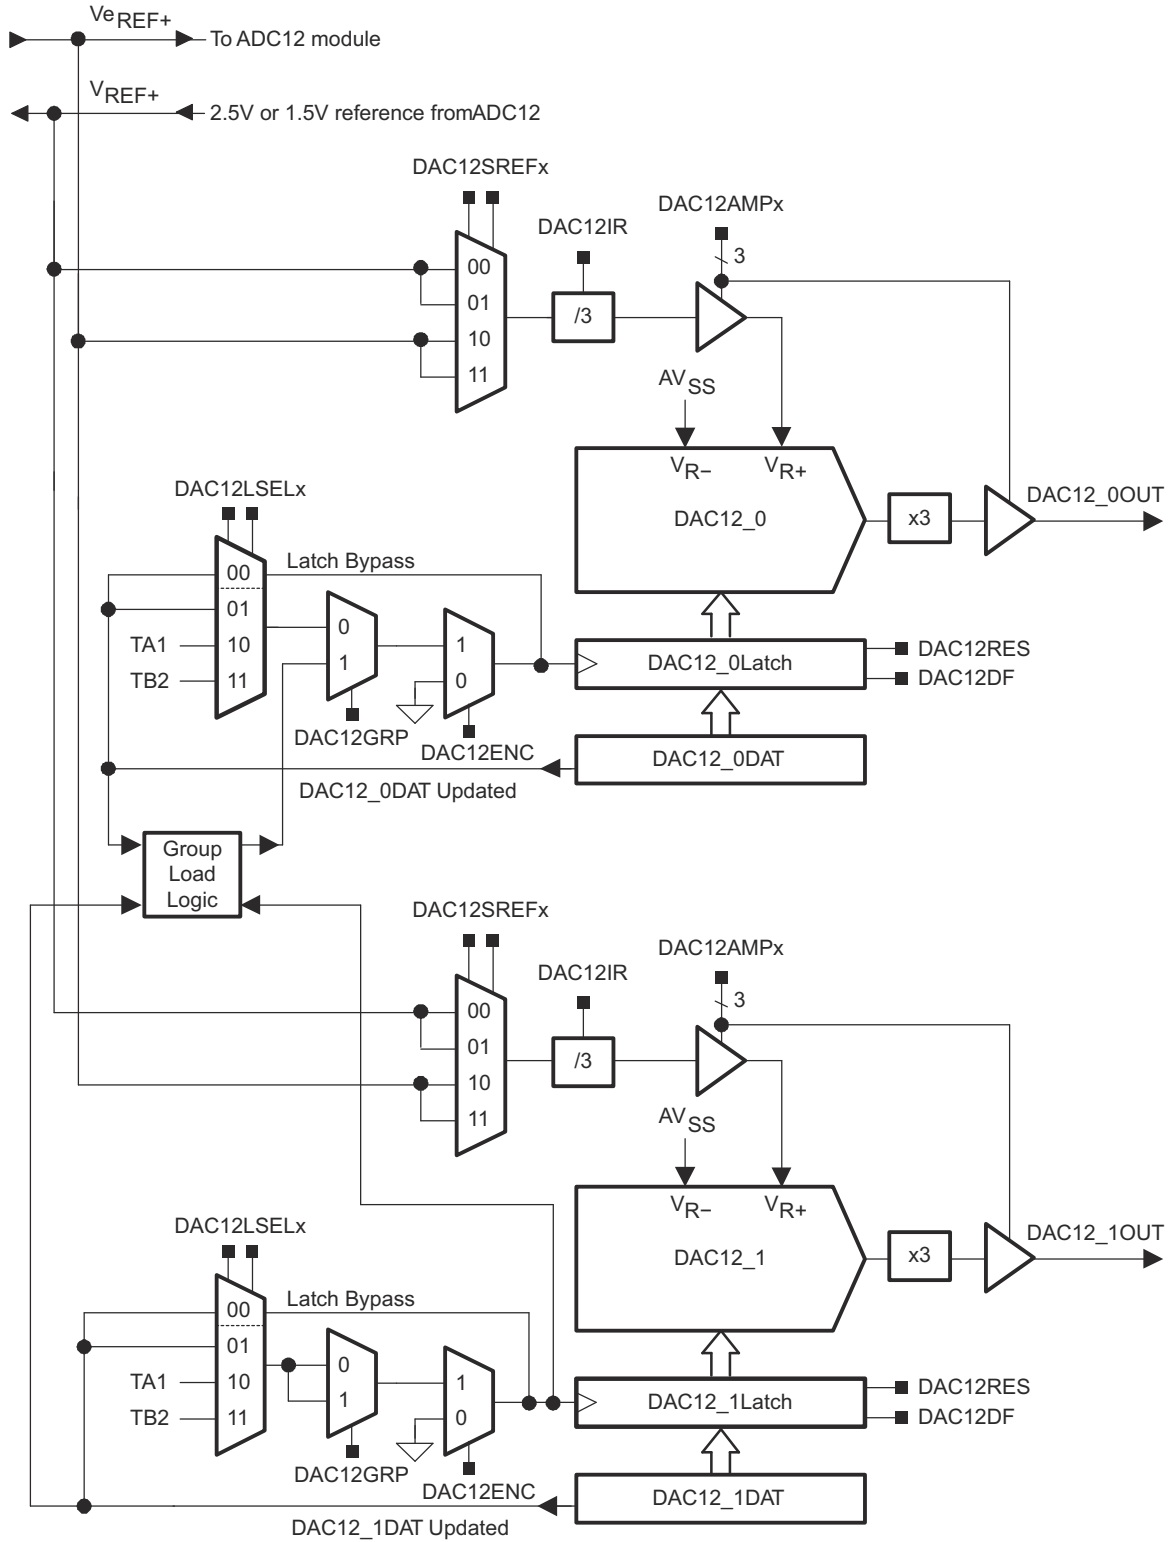 VeREF+
To ADC12 module
VREF+
2.5V or 1.5V reference fromADC12
DAC12SREFx
DAC12AMPx
DAC12IR
3
00
01
10
11
/3
AVSS
VR−
VR+
DAC12_0
x3
DAC12_0OUT
DAC12LSELx
Latch Bypass
00
01
TA1
10
TB2
11
0
1
1
0
DAC12GRP
DAC12ENC
DAC12_0Latch
DAC12RES
DAC12DF
DAC12_0DAT
DAC12_0DAT Updated
Group
Load
Logic
DAC12SREFx
DAC12AMPx
DAC12IR
3
00
01
10
11
/3
AVSS
VR−
VR+
DAC12_1
x3
DAC12_1OUT
DAC12LSELx
Latch Bypass
00
01
TA1
10
TB2
11
0
1
1
0
DAC12GRP
DAC12ENC
DAC12_1Latch
DAC12RES
DAC12DF
DAC12_1DAT
DAC12_1DAT Updated